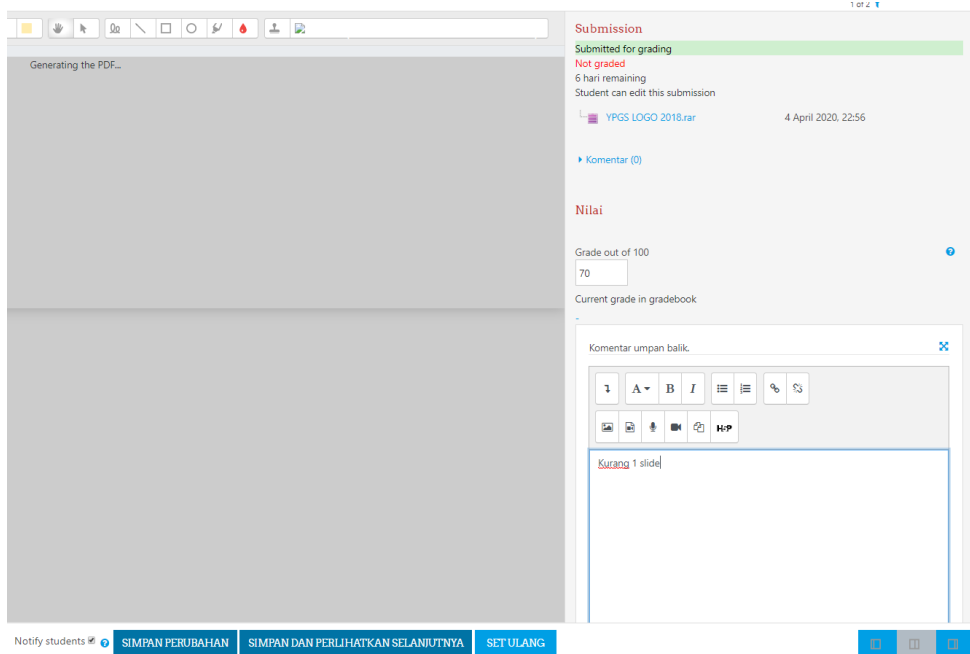 1 of 2
Submission
Submitted for grading
Not graded
6 hari remaining
Student can edit this submission
YPGS LOGO 2018.rar 4 April 2020, 22:56
Komentar (0)
Nilai
Grade out of 100
70
Current grade in gradebook
-
Komentar umpan balik.
A B I
H-P
Kurang 1 slide
Generating the PDF...
Notify students SIMPAN PERUBAHAN SIMPAN DAN PERLIHATKAN SELANJUTNYA SET ULANG